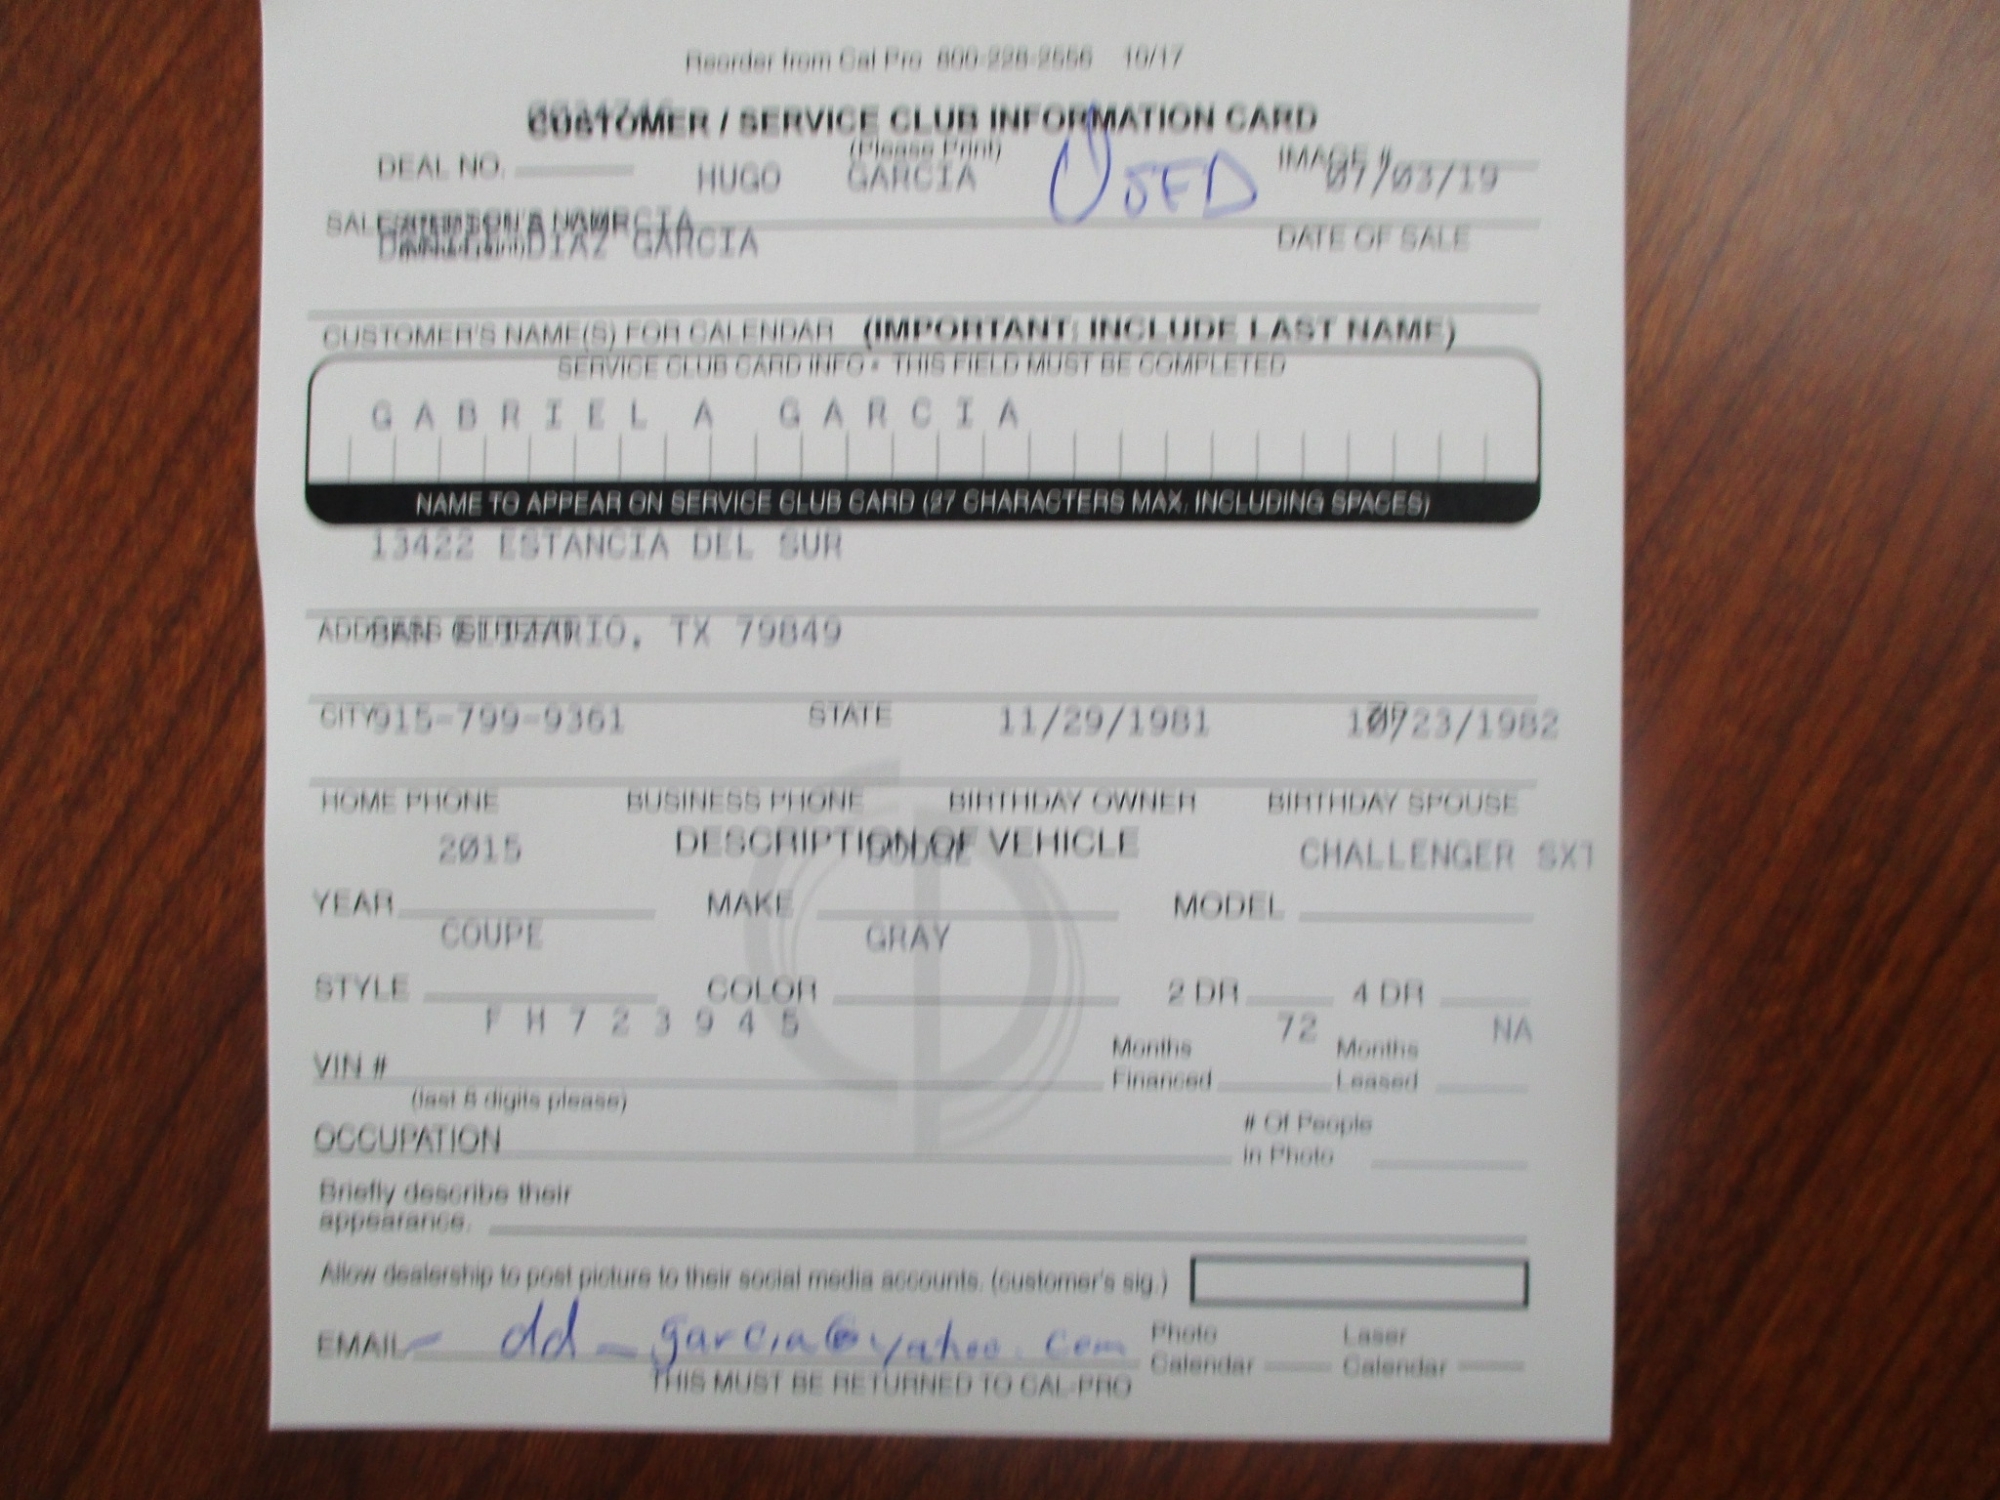 Reorder from Cal Pro 800-228-2556 10/17
CUSTOMER / SERVICE CLUB INFORMATION CARD
(Please Print)
DEAL NO. IMAGE #
HUGO GARCIA USED 07/03/19
SALESPERSON'S NAME DATE OF SALE
GARCIA
DIAZ GARCIA
CUSTOMER'S NAME(S) FOR CALENDAR (IMPORTANT: INCLUDE LAST NAME)
SERVICE CLUB CARD INFO • THIS FIELD MUST BE COMPLETED
GABRIEL A GARCIA
NAME TO APPEAR ON SERVICE CLUB CARD (27 CHARACTERS MAX. INCLUDING SPACES)
13422 ESTANCIA DEL SUR
ADDRESS
SAN ELIZARIO, TX 79849
CITY STATE
915-799-9361 11/29/1981 10/23/1982
HOME PHONE BUSINESS PHONE BIRTHDAY OWNER BIRTHDAY SPOUSE
DESCRIPTION OF VEHICLE
2015 DODGE CHALLENGER SXT
YEAR MAKE MODEL
COUPE GRAY
STYLE COLOR 2 DR 4 DR
FH723945 72 NA
VIN # Months Financed Months Leased
(last 8 digits please)
OCCUPATION # Of People in Photo
Briefly describe their
appearance.
Allow dealership to post picture to their social media accounts. (customer's sig.)
EMAIL dd_garcia@yahoo.com Photo Calendar Laser Calendar
THIS MUST BE RETURNED TO CAL-PRO